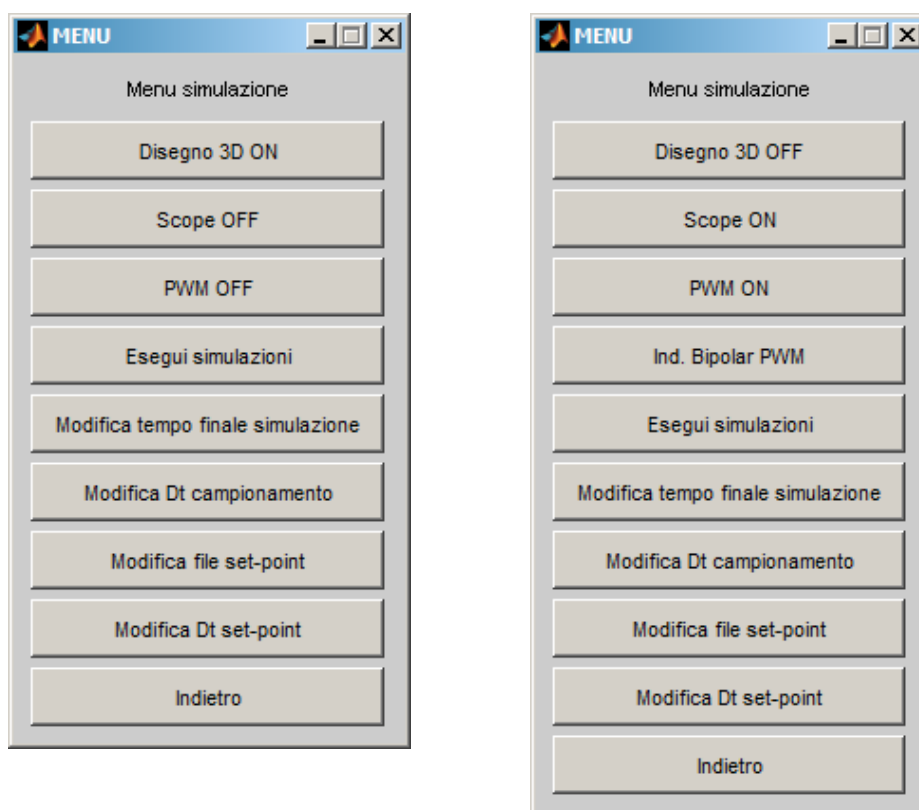 MENU
Menu simulazione
Disegno 3D ON
Scope OFF
PWM OFF
Esegui simulazioni
Modifica tempo finale simulazione
Modifica Dt campionamento
Modifica file set-point
Modifica Dt set-point
Indietro
MENU
Menu simulazione
Disegno 3D OFF
Scope ON
PWM ON
Ind. Bipolar PWM
Esegui simulazioni
Modifica tempo finale simulazione
Modifica Dt campionamento
Modifica file set-point
Modifica Dt set-point
Indietro